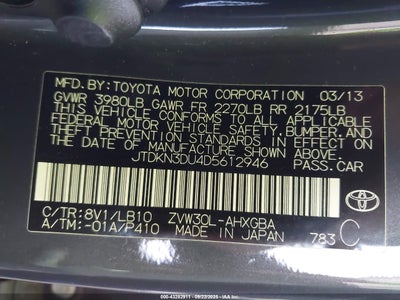 MFD.BY:TOYOTA MOTOR CORPORATION 03/13
GVWR 3980LB GAWR FR 2270LB RR 2175LB
THIS VEHICLE CONFORMS TO ALL APPLICABLE
FEDERAL MOTOR VEHICLE SAFETY, BUMPER, AND
THEFT PREVENTION STANDARDS IN EFFECT ON
THE DATE OF MANUFACTURE SHOWN ABOVE.
JTDKN3DU4D5612946 PASS.CAR
C/TR:8V1/LB10 ZVW30L-AHXGBA
A/TM:-01A/P410 MADE IN JAPAN 783 C
TOYOTA